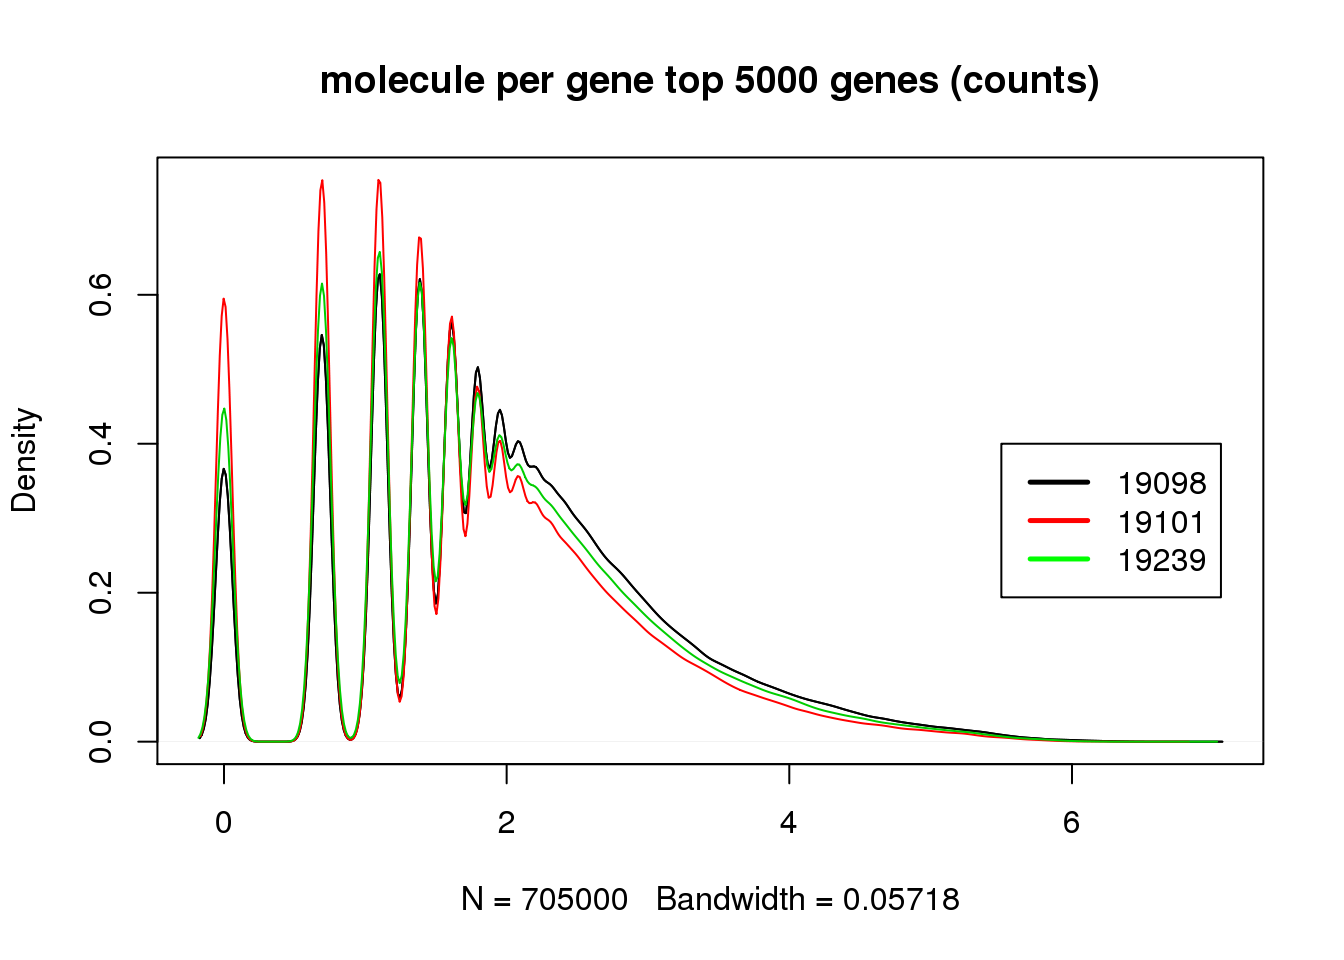 molecule per gene top 5000 genes (counts)
Density
0.6
0.4
0.2
0.0
19098
19101
19239
0 2 4 6
N = 705000 Bandwidth = 0.05718